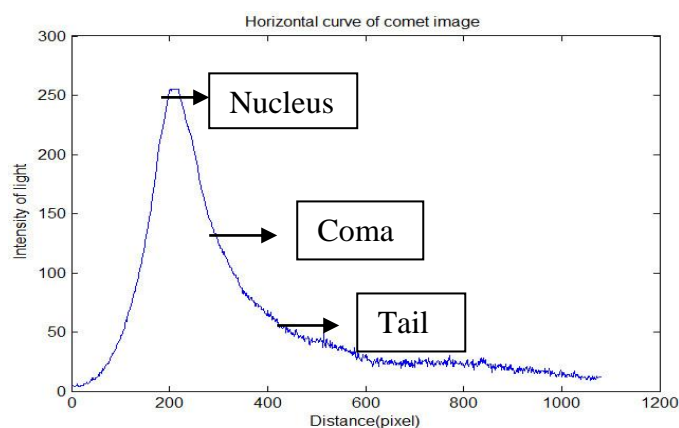 Horizontal curve of comet image
300
250
200
150
100
50
0
Intensity of light
Nucleus
Coma
Tail
0 200 400 600 800 1000 1200
Distance(pixel)